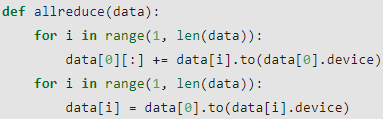 def allreduce(data):
    for i in range(1, len(data)):
        data[0][:] += data[i].to(data[0].device)
    for i in range(1, len(data)):
        data[i] = data[0].to(data[i].device)